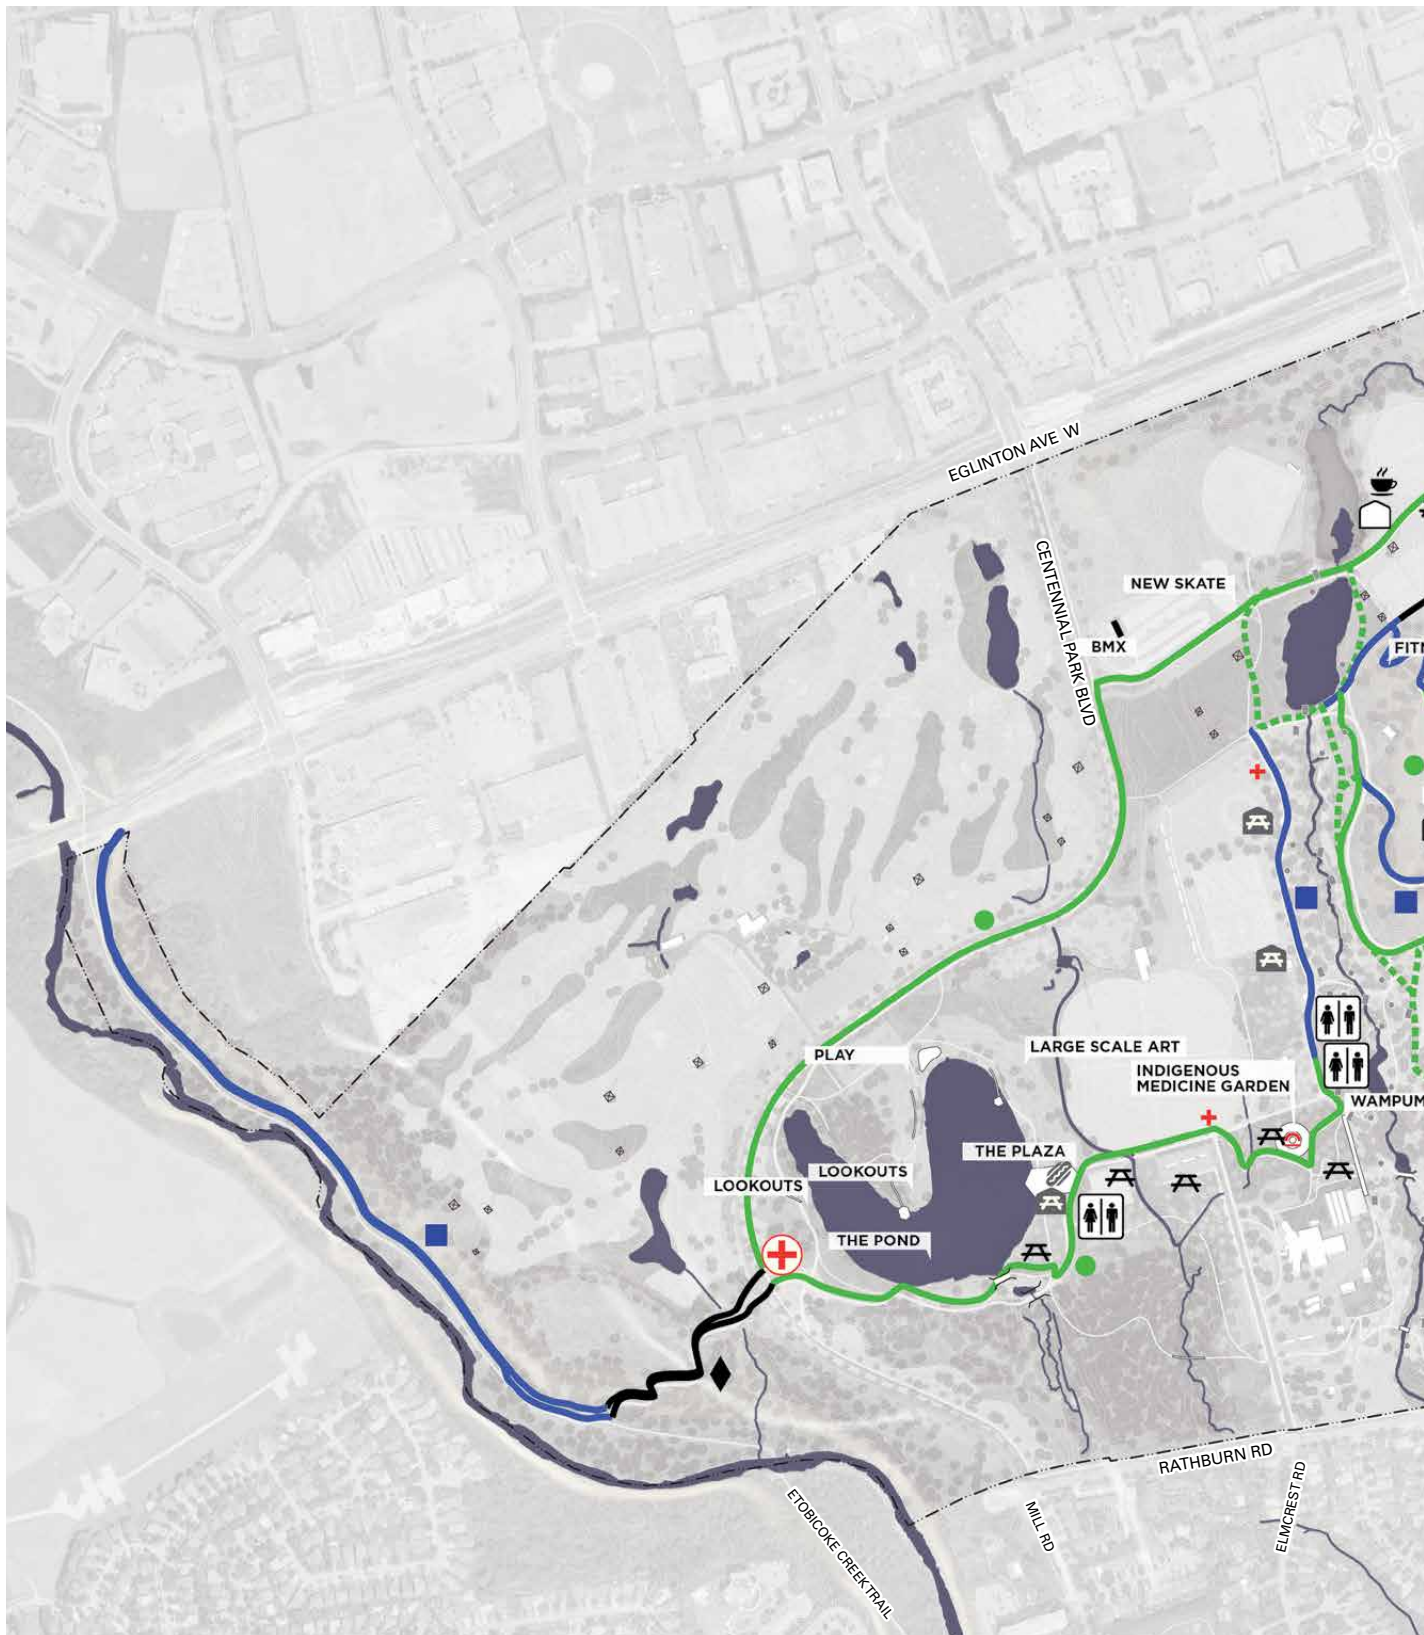 EGLINTON AVE W
CENTENNIAL PARK BLVD
NEW SKATE
BMX
FIT
PLAY
LARGE SCALE ART
INDIGENOUS
MEDICINE GARDEN
WAMPUM
THE PLAZA
LOOKOUTS
LOOKOUTS
THE POND
RATHBURN RD
ETOBICOKE CREEK TRAIL
MILL RD
ELMCREST RD